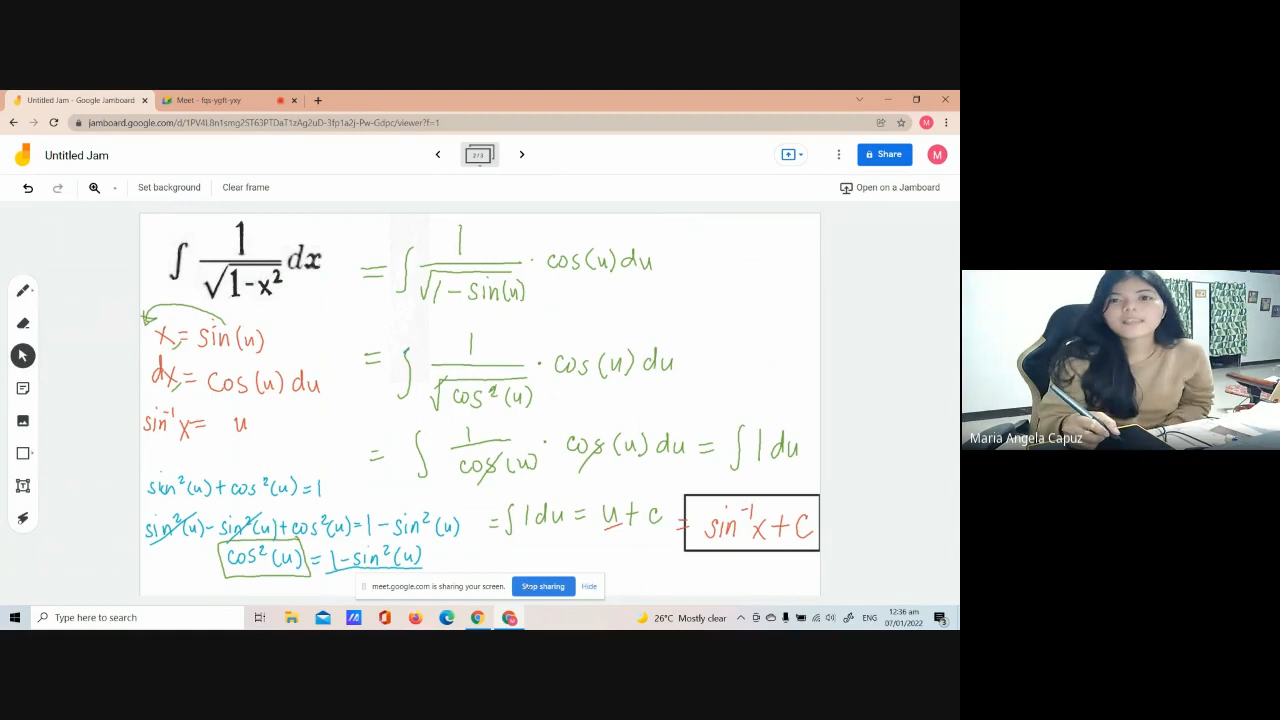 Untitled Jam - Google Jamboard
Meet - fqs-ygft-yxy
jamboard.google.com/d/1PV4L8n1smg2ST63PTDaT1zAg2uD-3fp1a2j-Pw-Gdpc/viewer?f=1
M
Untitled Jam
2/3
Share
M
Set background
Clear frame
Open on a Jamboard
∫ 1/√(1-x²) dx
= ∫ 1/√(1-sin(u)) · cos(u)du
x = sin(u)
dx = cos(u) du
sin⁻¹x = u
= ∫ 1/√(cos²(u)) · cos(u) du
= ∫ 1/cos(u) · cos(u) du = ∫ 1 du
sin²(u) + cos²(u) = 1
sin²(u) - sin²(u) + cos²(u) = 1 - sin²(u)
cos²(u) = 1-sin²(u)
= ∫ 1 du = u + c = sin⁻¹x + C
meet.google.com is sharing your screen.
Stop sharing
Hide
Type here to search
26°C Mostly clear
ENG
12:36 am
07/01/2022
3
Maria Angela Capuz